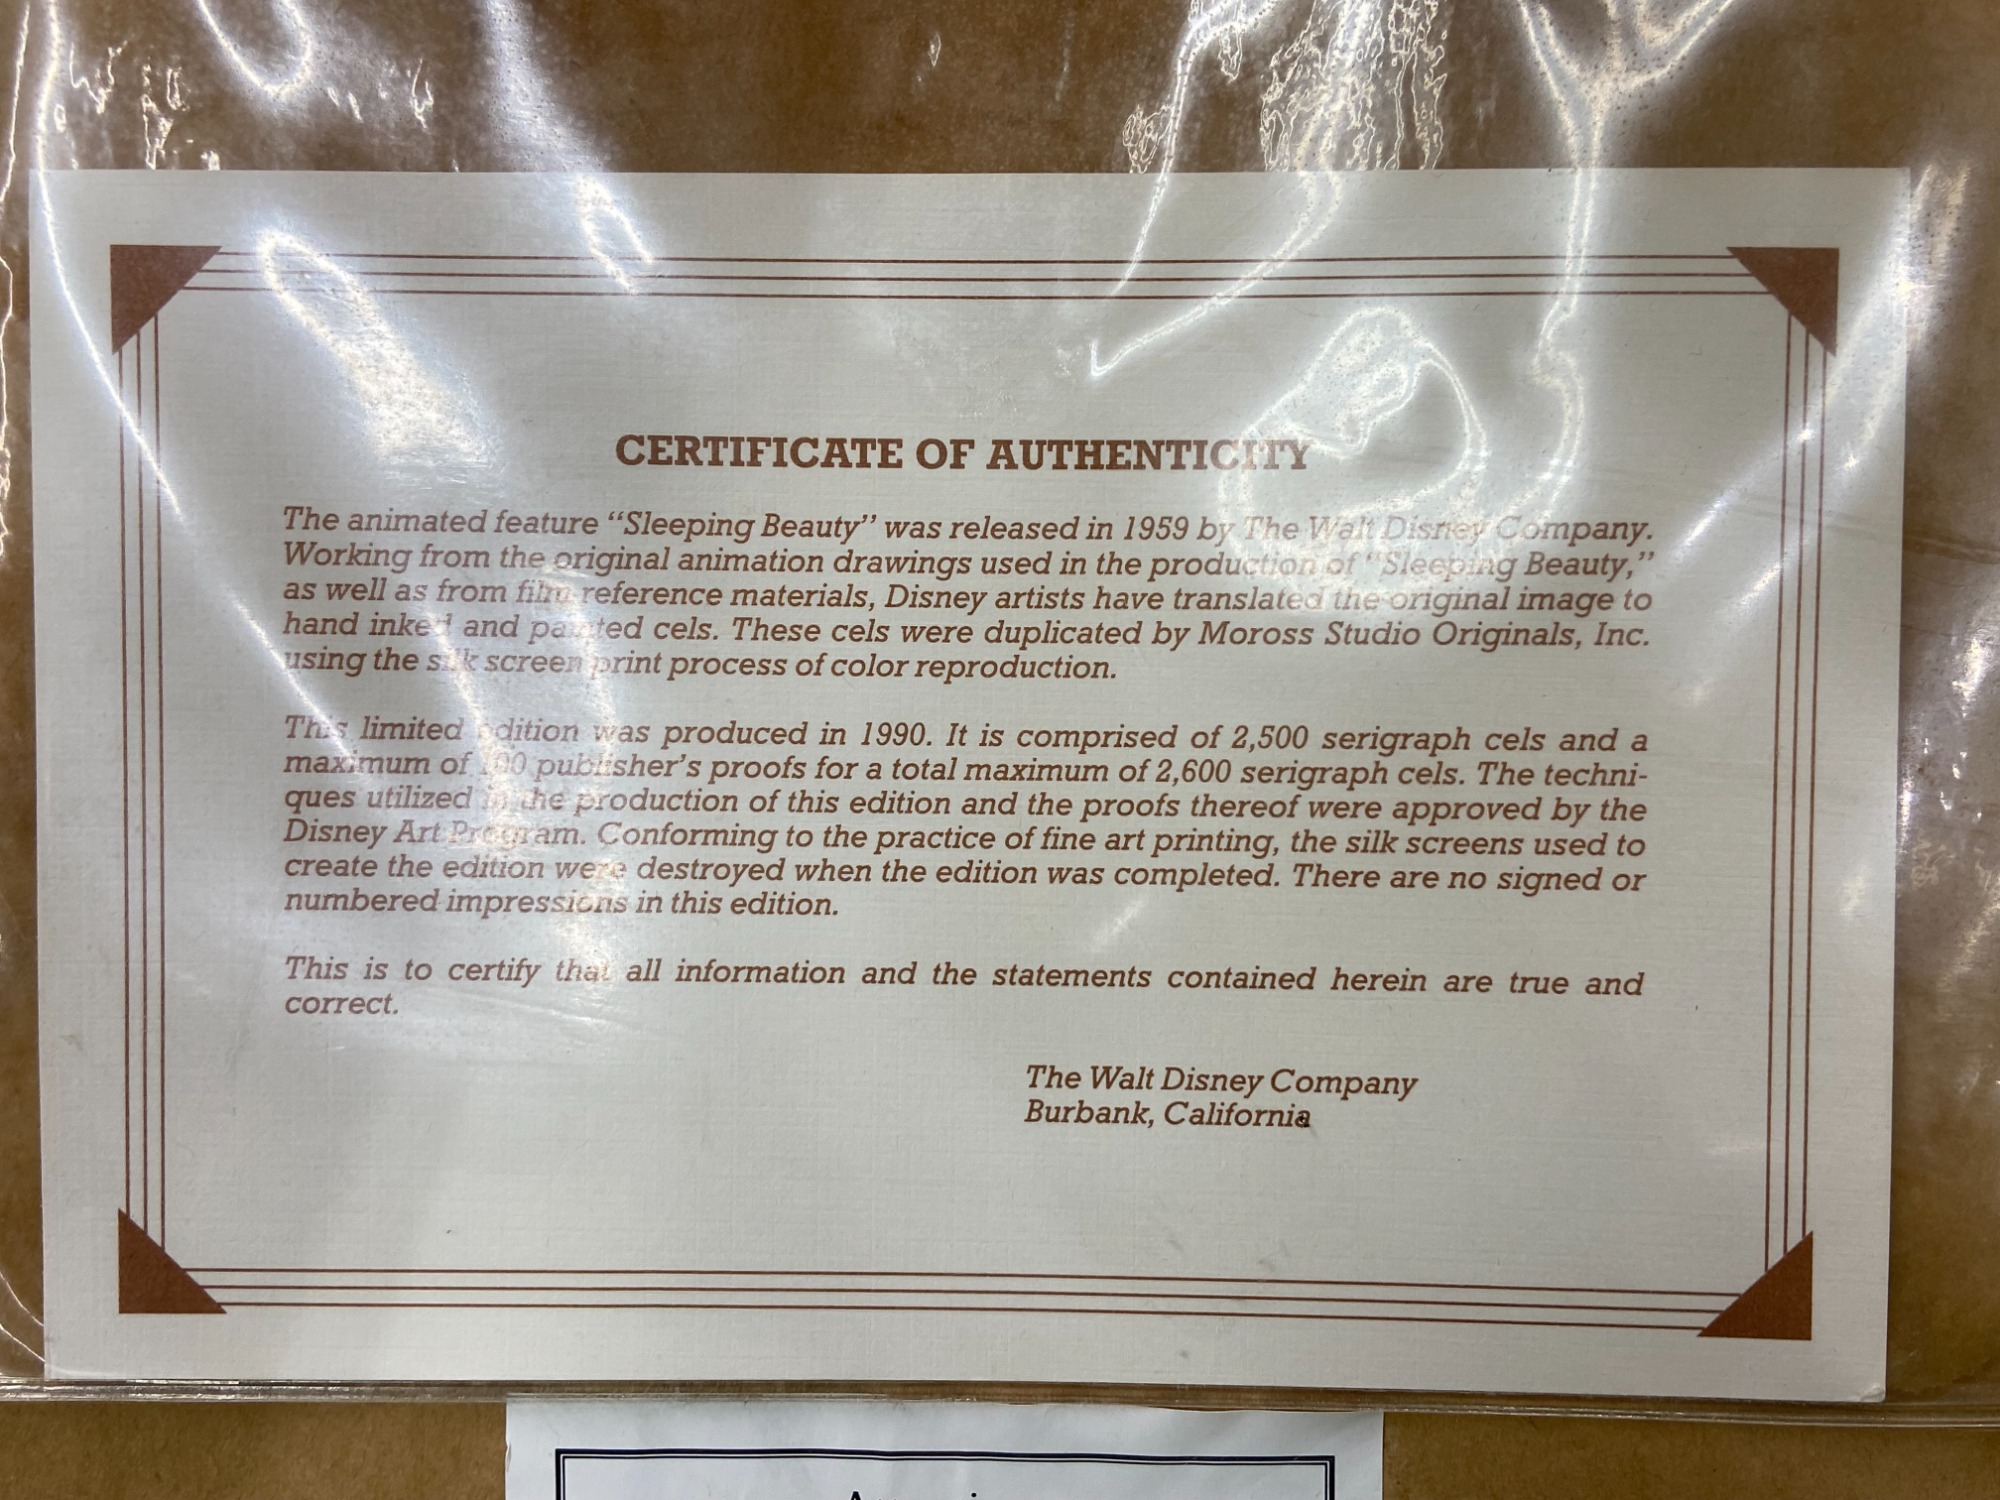 CERTIFICATE OF AUTHENTICITY
The animated feature “Sleeping Beauty” was released in 1959 by The Walt Disney Company.
Working from the original animation drawings used in the production of “Sleeping Beauty,”
as well as from film reference materials, Disney artists have translated the original image to
hand inked and painted cels. These cels were duplicated by Moross Studio Originals, Inc.
using the silk screen print process of color reproduction.
This limited edition was produced in 1990. It is comprised of 2,500 serigraph cels and a
maximum of 100 publisher’s proofs for a total maximum of 2,600 serigraph cels. The techni-
ques utilized in the production of this edition and the proofs thereof were approved by the
Disney Art Program. Conforming to the practice of fine art printing, the silk screens used to
create the edition were destroyed when the edition was completed. There are no signed or
numbered impressions in this edition.
This is to certify that all information and the statements contained herein are true and
correct.
The Walt Disney Company
Burbank, California